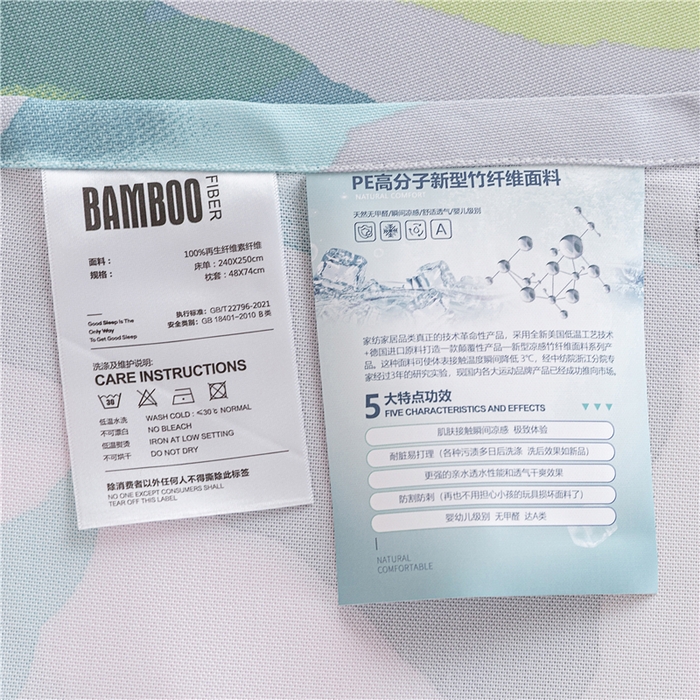 BAMBOO
FIBER
面料：
100%再生纤维素纤维
规格：
床单：240X250cm
枕套：48X74cm
执行标准：GB/T22796-2021
安全类别：GB 18401-2010 B类
Good Sleep Is The
Only Way
To Get Good Sleep
洗涤及维护说明:
CARE INSTRUCTIONS
30
低温水洗 WASH COLD : ≤30℃ NORMAL
不可漂白 NO BLEACH
低温熨烫 IRON AT LOW SETTING
不可烘干 DO NOT DRY
除消费者以外任何人不得撕除此标签
NO ONE EXCEPT CONSUMERS SHALL
TEAR OFF THIS LABEL
PE高分子新型竹纤维面料
NATURAL COMFORT
天然无甲醛/瞬间凉感/舒适透气/婴儿级别
A
家纺家居品类真正的技术革命性产品，采用全新美国低温工艺技术
+德国进口原料打造一款颠覆性产品—新型凉感竹纤维面料系列产
品。这种面料可使体表接触温度瞬间降低 3℃，经中纺院浙江分院专
家经过3年的研究实验，现国内各大运动品牌产品已经成功推向市场。
5大特点功效
FIVE CHARACTERISTICS AND EFFECTS
肌肤接触瞬间凉感 极致体验
耐脏易打理（各种污渍多日后洗涤 洗后效果如新品）
更强的亲水透水性能和透气干爽效果
防割防刺（再也不用担心小孩的玩具损坏面料了）
婴幼儿级别 无甲醛 达A类
NATURAL
COMFORTABLE